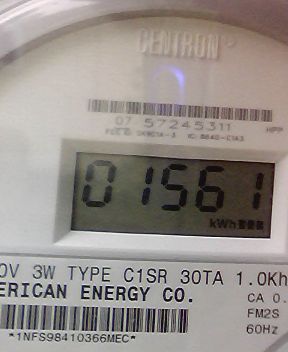 CENTRON®
07 57245311
HPP
01561
kWh
0V 3W TYPE C1SR 30TA 1.0Kh
ERICAN ENERGY CO.
CA 0.
FM2S
60Hz
*1NFS98410366MEC*